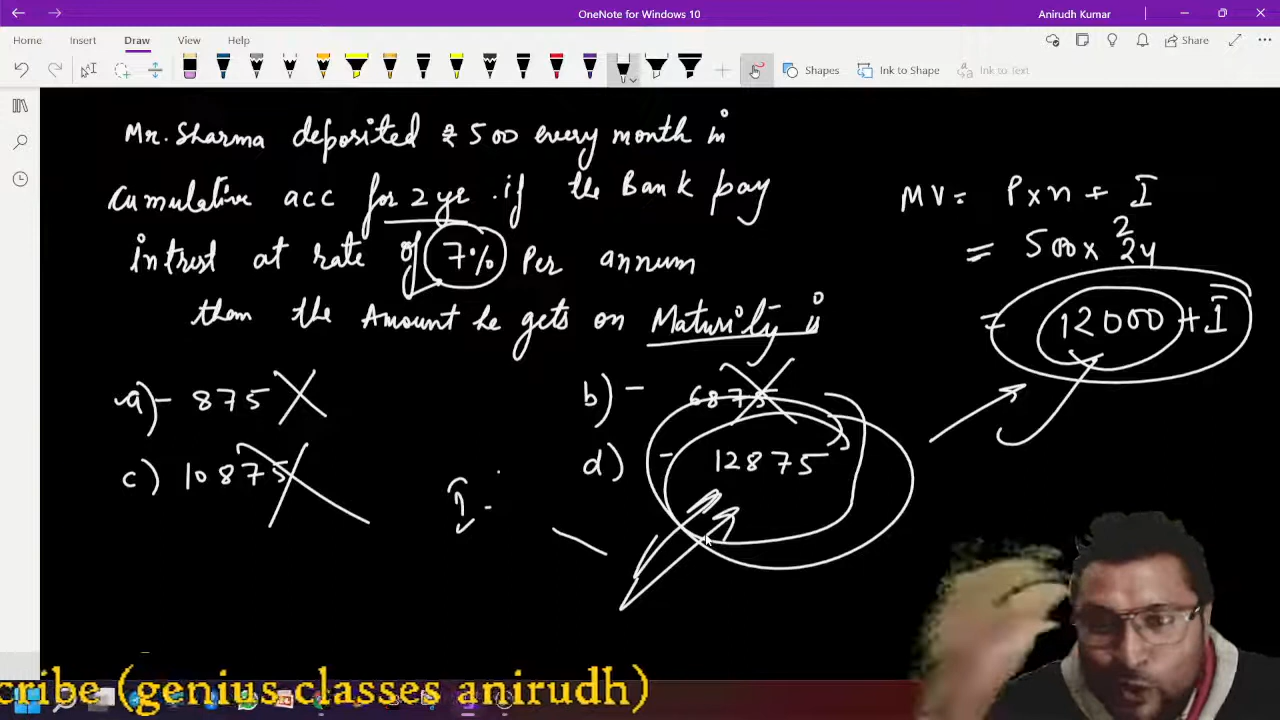 OneNote for Windows 10
Anirudh Kumar
Home Insert Draw View Help
Share
Shapes
Ink to Shape
Ink to Text
Mr. Sharma deposited ₹ 500 every month in
Cumulative acc for 2 yr . if the Bank pay
intrest at rate of 7% Per annum
then the Amount he gets on Maturity is
a) - 875
b) - 6875
c) 10875
d) - 12875
I -
MV = P x n + I
= 500 x 24
2
= 12000 + I
cribe (genius classes anirudh)